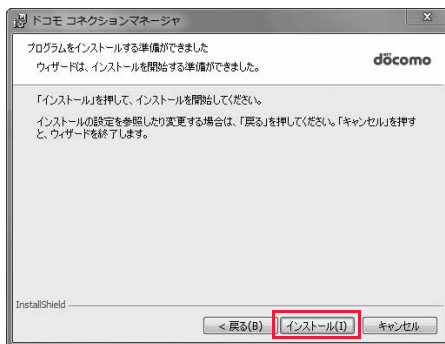 ドコモ コネクションマネージャ
x
プログラムをインストールする準備ができました
ウィザードは、インストールを開始する準備ができました。
NTT
döcomo
「インストール」を押して、インストールを開始してください。
インストールの設定を参照したり変更する場合は、「戻る」を押してください。「キャンセル」を押す
と、ウィザードを終了します。
InstallShield
< 戻る(B)
インストール(I)
キャンセル